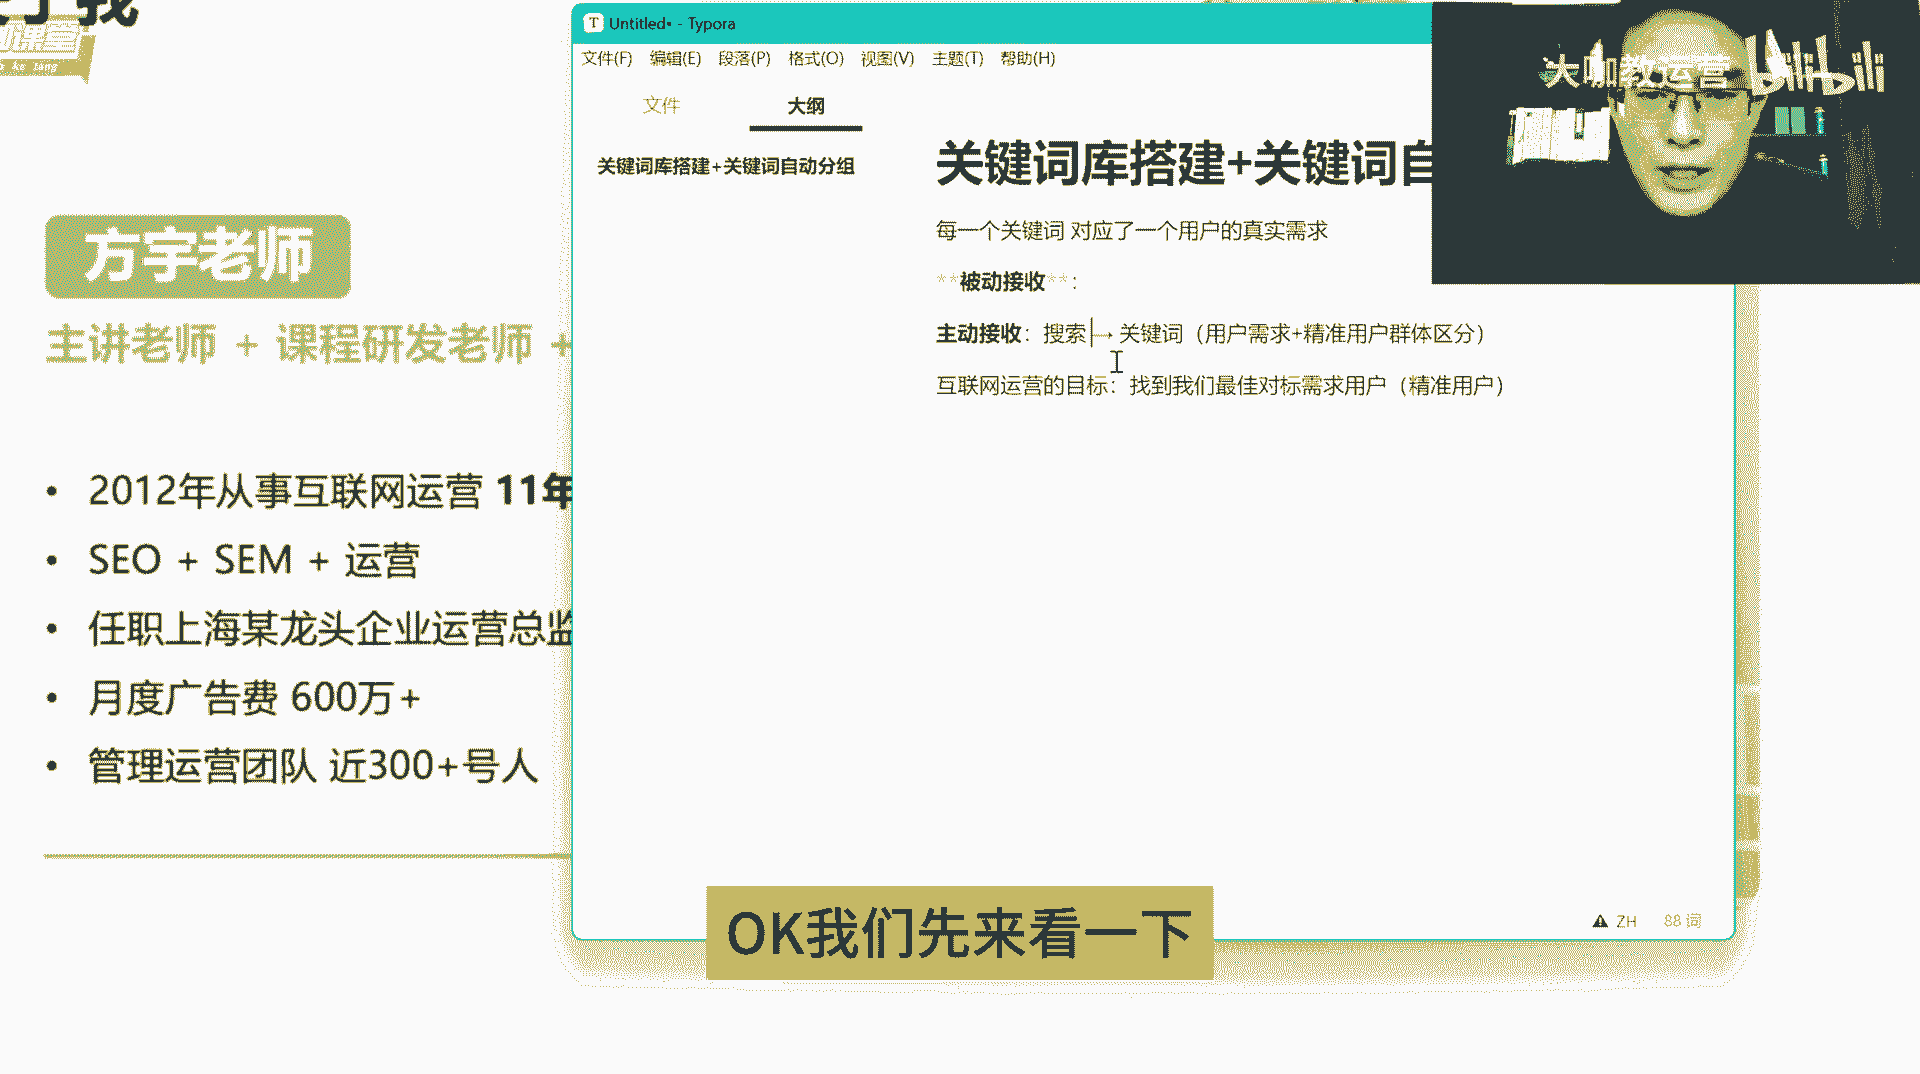 方宇老师
主讲老师 + 课程研发老师 +
• 2012年从事互联网运营 11年
• SEO + SEM + 运营
• 任职上海某龙头企业运营总监
• 月度广告费 600万+
• 管理运营团队 近300+号人
Untitled• - Typora
文件(F) 编辑(E) 段落(P) 格式(O) 视图(V) 主题(T) 帮助(H)
文件 大纲
关键词库搭建+关键词自动分组
关键词库搭建+关键词自
每一个关键词 对应了一个用户的真实需求
**被动接收**：
主动接收：搜索 → 关键词（用户需求+精准用户群体区分）
互联网运营的目标：找到我们最佳对标需求用户（精准用户）
大咖教运营 bilibili
ZH 88 词
OK我们先来看一下